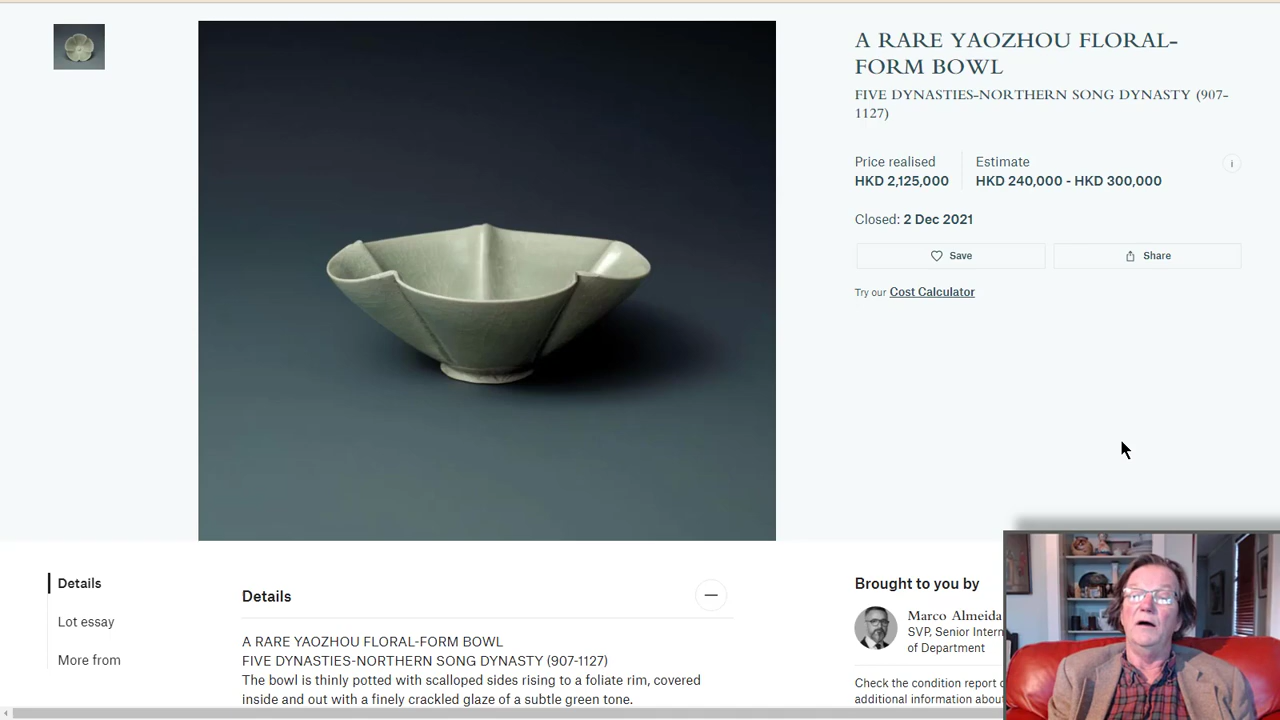 A RARE YAOZHOU FLORAL-
FORM BOWL
FIVE DYNASTIES-NORTHERN SONG DYNASTY (907-
1127)
Price realised
HKD 2,125,000
Estimate
HKD 240,000 - HKD 300,000
i
Closed: 2 Dec 2021
Save
Share
Try our Cost Calculator
Details
Lot essay
More from
Details
A RARE YAOZHOU FLORAL-FORM BOWL
FIVE DYNASTIES-NORTHERN SONG DYNASTY (907-1127)
The bowl is thinly potted with scalloped sides rising to a foliate rim, covered
inside and out with a finely crackled glaze of a subtle green tone.
Brought to you by
Marco Almeida
SVP, Senior Intern
of Department
Check the condition report
additional information abou